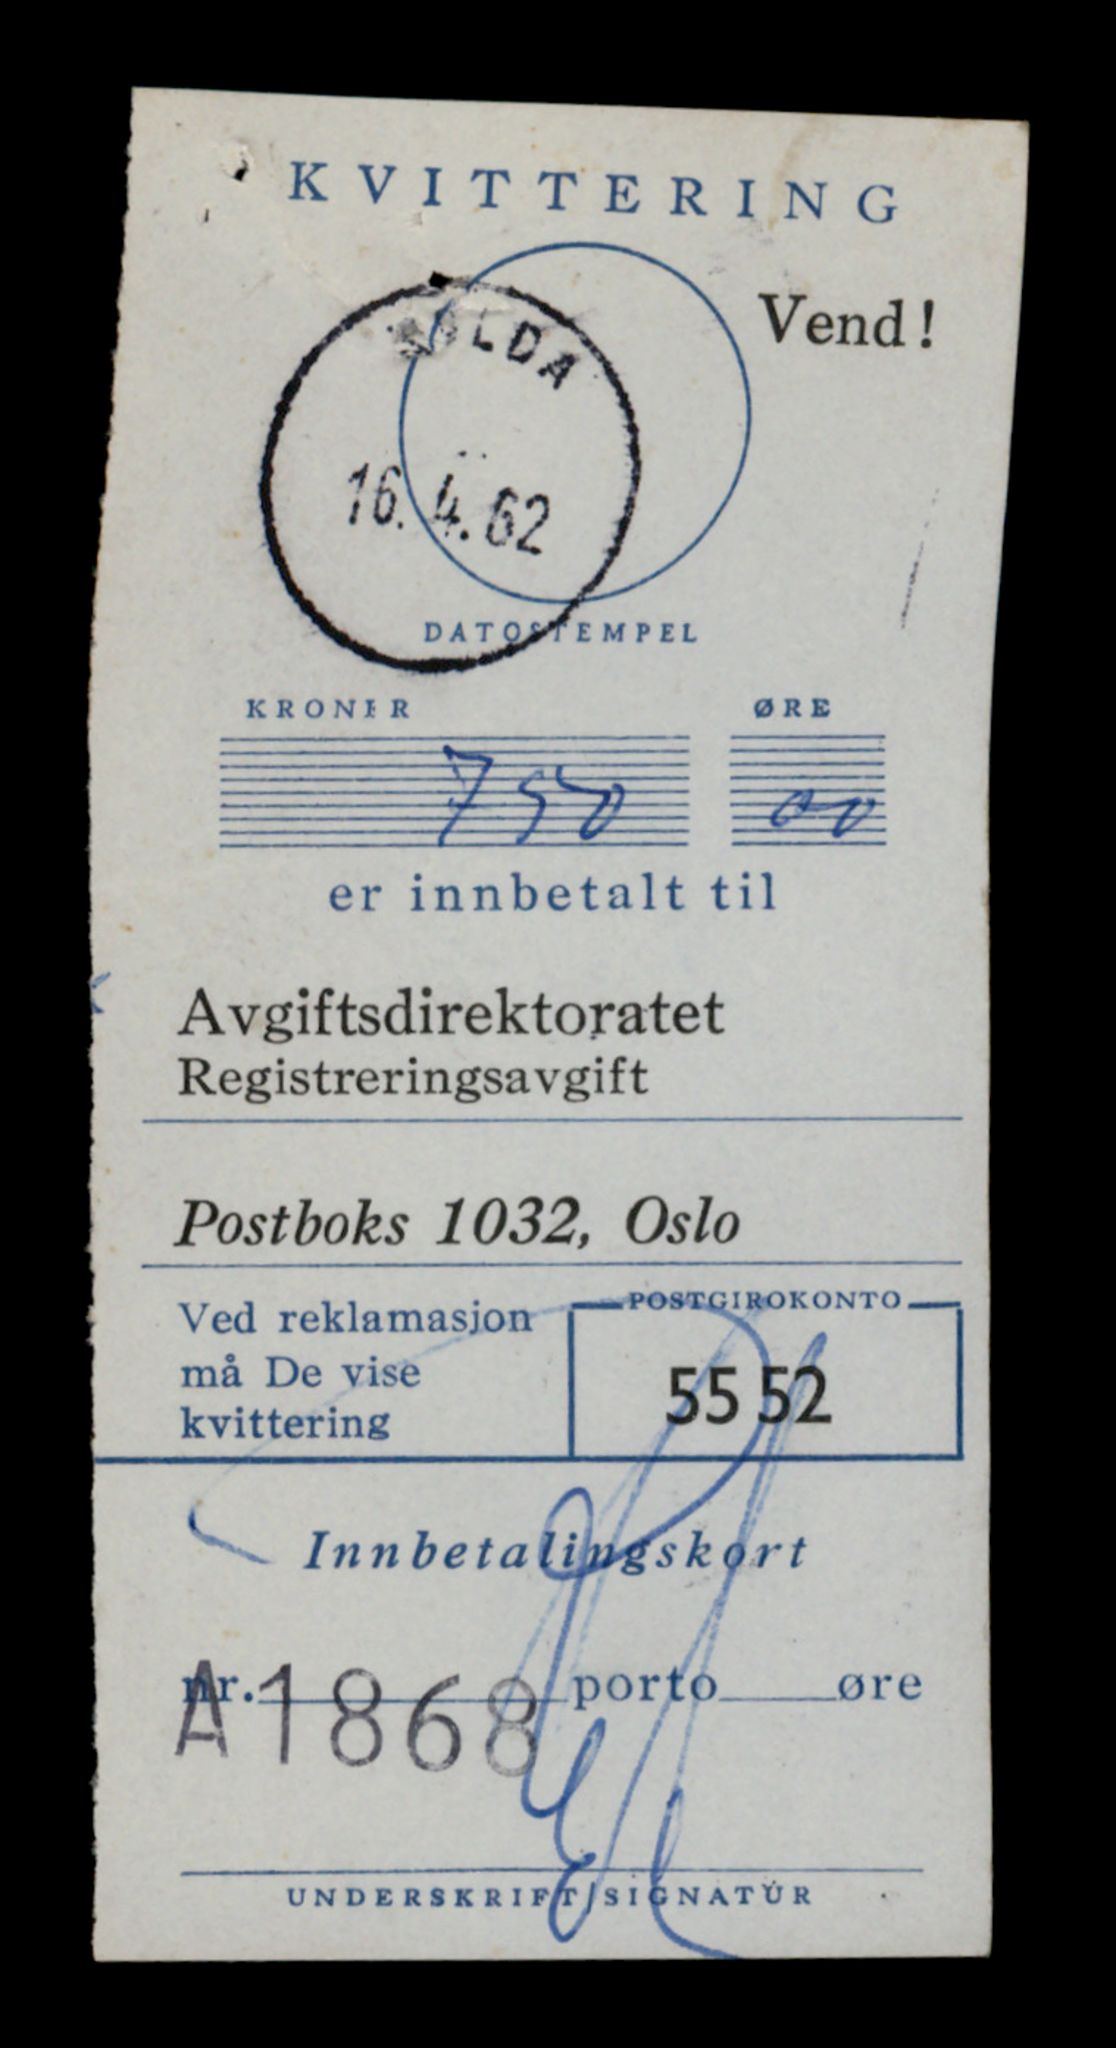 KVITTERING
Vend!
16.4.62
DATOSTEMPEL
KRONER ØRE
750 00
er innbetalt til
Avgiftsdirektoratet
Registreringsavgift
Postboks 1032, Oslo
Ved reklamasjon
må De vise
kvittering
POSTGIROKONTO
55 52
Innbetalingskort
nr. porto øre
A1868
UNDERSKRIFT/SIGNATUR